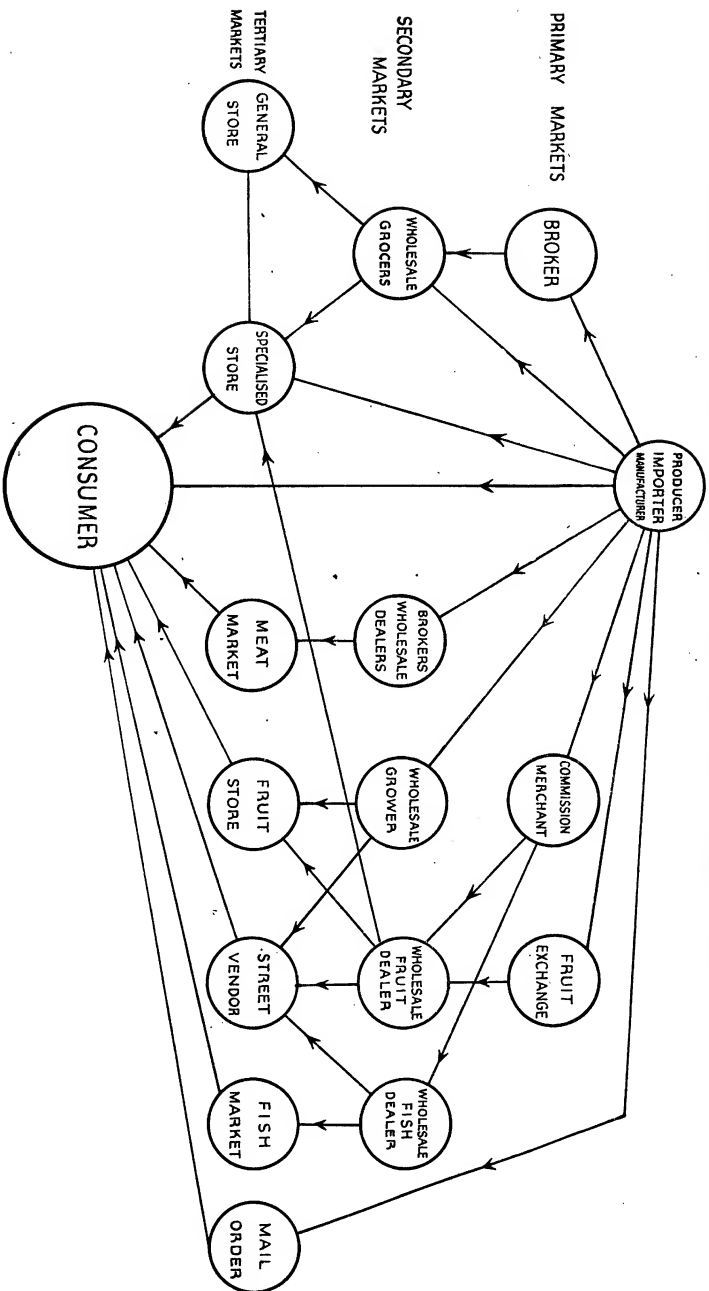 PRIMARY MARKETS
SECONDARY
MARKETS
TERTIARY
MARKETS
PRODUCER
IMPORTER
MANUFACTURER
BROKER
COMMISSION
MERCHANT
FRUIT
EXCHANGE
WHOLESALE
GROCERS
BROKERS
WHOLESALE
DEALERS
WHOLESALE
GROWER
WHOLESALE
FRUIT
DEALER
WHOLESALE
FISH
DEALER
GENERAL
STORE
SPECIALISED
STORE
MEAT
MARKET
FRUIT
STORE
STREET
VENDOR
FISH
MARKET
MAIL
ORDER
CONSUMER